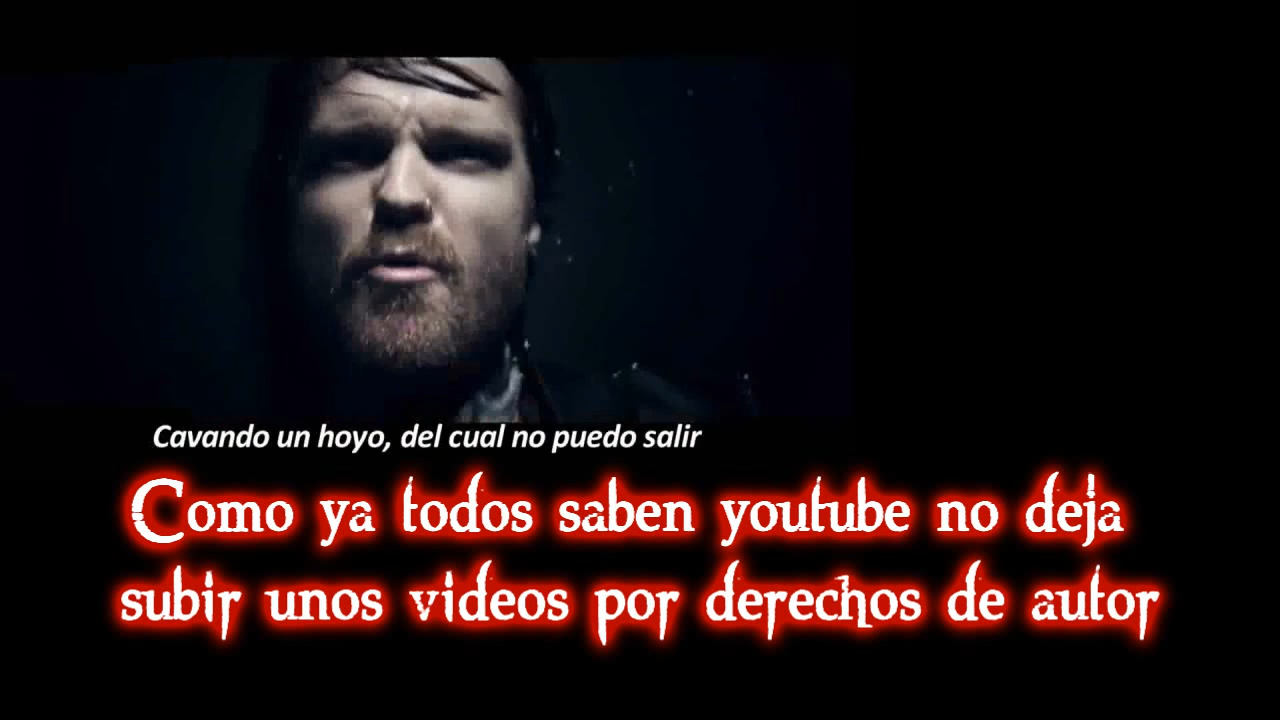 Cavando un hoyo, del cual no puedo salir
Como ya todos saben youtube no deja
subir unos videos por derechos de autor